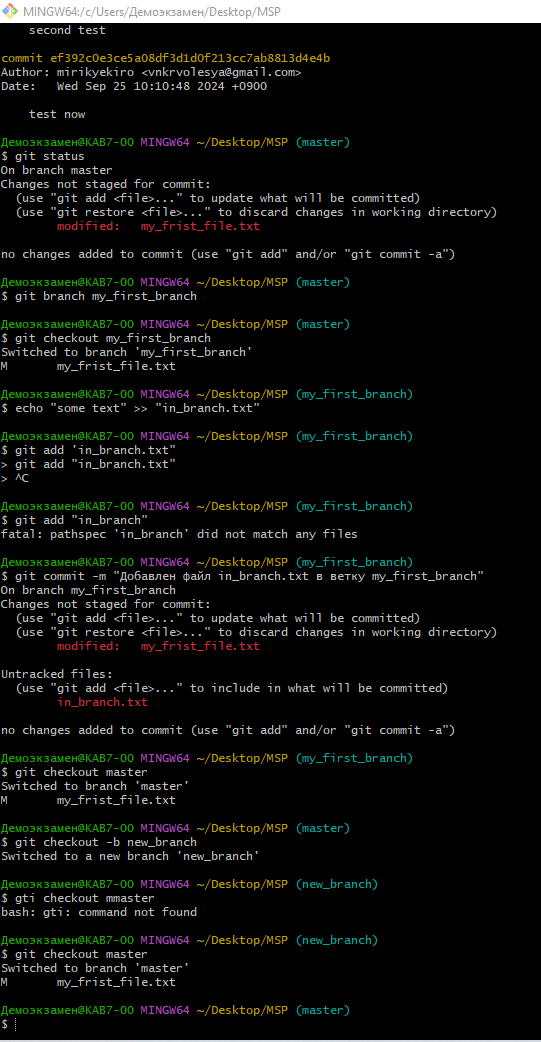 MINGW64:/c/Users/Демоэкзамен/Desktop/MSP
second test
commit ef392c0e3ce5a08df3d1d0f213cc7ab8813d4e4b
Author: mirikyekiro <vnkrvolesya@gmail.com>
Date:   Wed Sep 25 10:10:48 2024 +0900
test now
Демоэкзамен@KAB7-00 MINGW64 ~/Desktop/MSP (master)
$ git status
On branch master
Changes not staged for commit:
(use "git add <file>..." to update what will be committed)
(use "git restore <file>..." to discard changes in working directory)
modified:   my_frist_file.txt
no changes added to commit (use "git add" and/or "git commit -a")
Демоэкзамен@KAB7-00 MINGW64 ~/Desktop/MSP (master)
$ git branch my_first_branch
Демоэкзамен@KAB7-00 MINGW64 ~/Desktop/MSP (master)
$ git checkout my_first_branch
Switched to branch 'my_first_branch'
M       my_frist_file.txt
Демоэкзамен@KAB7-00 MINGW64 ~/Desktop/MSP (my_first_branch)
$ echo "some text" >> "in_branch.txt"
Демоэкзамен@KAB7-00 MINGW64 ~/Desktop/MSP (my_first_branch)
$ git add 'in_branch.txt"
> git add "in_branch.txt"
> ^C
Демоэкзамен@KAB7-00 MINGW64 ~/Desktop/MSP (my_first_branch)
$ git add "in_branch"
fatal: pathspec 'in_branch' did not match any files
Демоэкзамен@KAB7-00 MINGW64 ~/Desktop/MSP (my_first_branch)
$ git commit -m "Добавлен файл in_branch.txt в ветку my_first_branch"
On branch my_first_branch
Changes not staged for commit:
(use "git add <file>..." to update what will be committed)
(use "git restore <file>..." to discard changes in working directory)
modified:   my_frist_file.txt
Untracked files:
(use "git add <file>..." to include in what will be committed)
in_branch.txt
no changes added to commit (use "git add" and/or "git commit -a")
Демоэкзамен@KAB7-00 MINGW64 ~/Desktop/MSP (my_first_branch)
$ git checkout master
Switched to branch 'master'
M       my_frist_file.txt
Демоэкзамен@KAB7-00 MINGW64 ~/Desktop/MSP (master)
$ git checkout -b new_branch
Switched to a new branch 'new_branch'
Демоэкзамен@KAB7-00 MINGW64 ~/Desktop/MSP (new_branch)
$ gti checkout mmaster
bash: gti: command not found
Демоэкзамен@KAB7-00 MINGW64 ~/Desktop/MSP (new_branch)
$ git checkout master
Switched to branch 'master'
M       my_frist_file.txt
Демоэкзамен@KAB7-00 MINGW64 ~/Desktop/MSP (master)
$